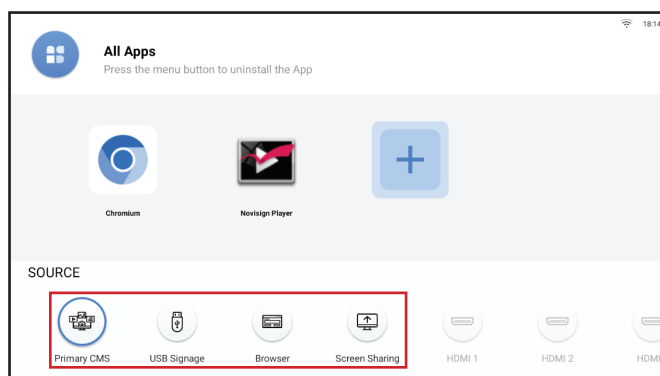 18:14
All Apps
Press the menu button to uninstall the App
Chromium Novisign Player
SOURCE
Primary CMS USB Signage Browser Screen Sharing HDMI 1 HDMI 2 HDMI